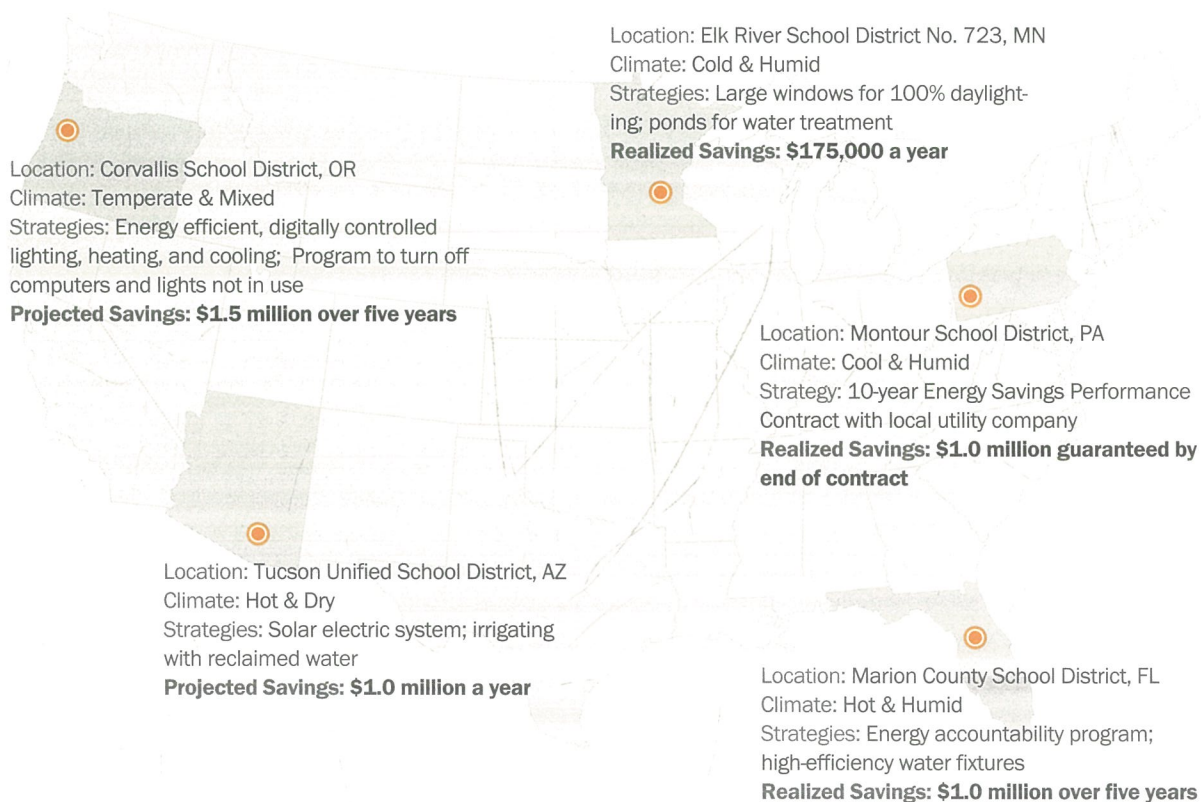 Location: Elk River School District No. 723, MN
Climate: Cold & Humid
Strategies: Large windows for 100% daylight-
ing; ponds for water treatment
Realized Savings: $175,000 a year
Location: Corvallis School District, OR
Climate: Temperate & Mixed
Strategies: Energy efficient, digitally controlled
lighting, heating, and cooling; Program to turn off
computers and lights not in use
Projected Savings: $1.5 million over five years
Location: Montour School District, PA
Climate: Cool & Humid
Strategy: 10-year Energy Savings Performance
Contract with local utility company
Realized Savings: $1.0 million guaranteed by
end of contract
Location: Tucson Unified School District, AZ
Climate: Hot & Dry
Strategies: Solar electric system; irrigating
with reclaimed water
Projected Savings: $1.0 million a year
Location: Marion County School District, FL
Climate: Hot & Humid
Strategies: Energy accountability program;
high-efficiency water fixtures
Realized Savings: $1.0 million over five years